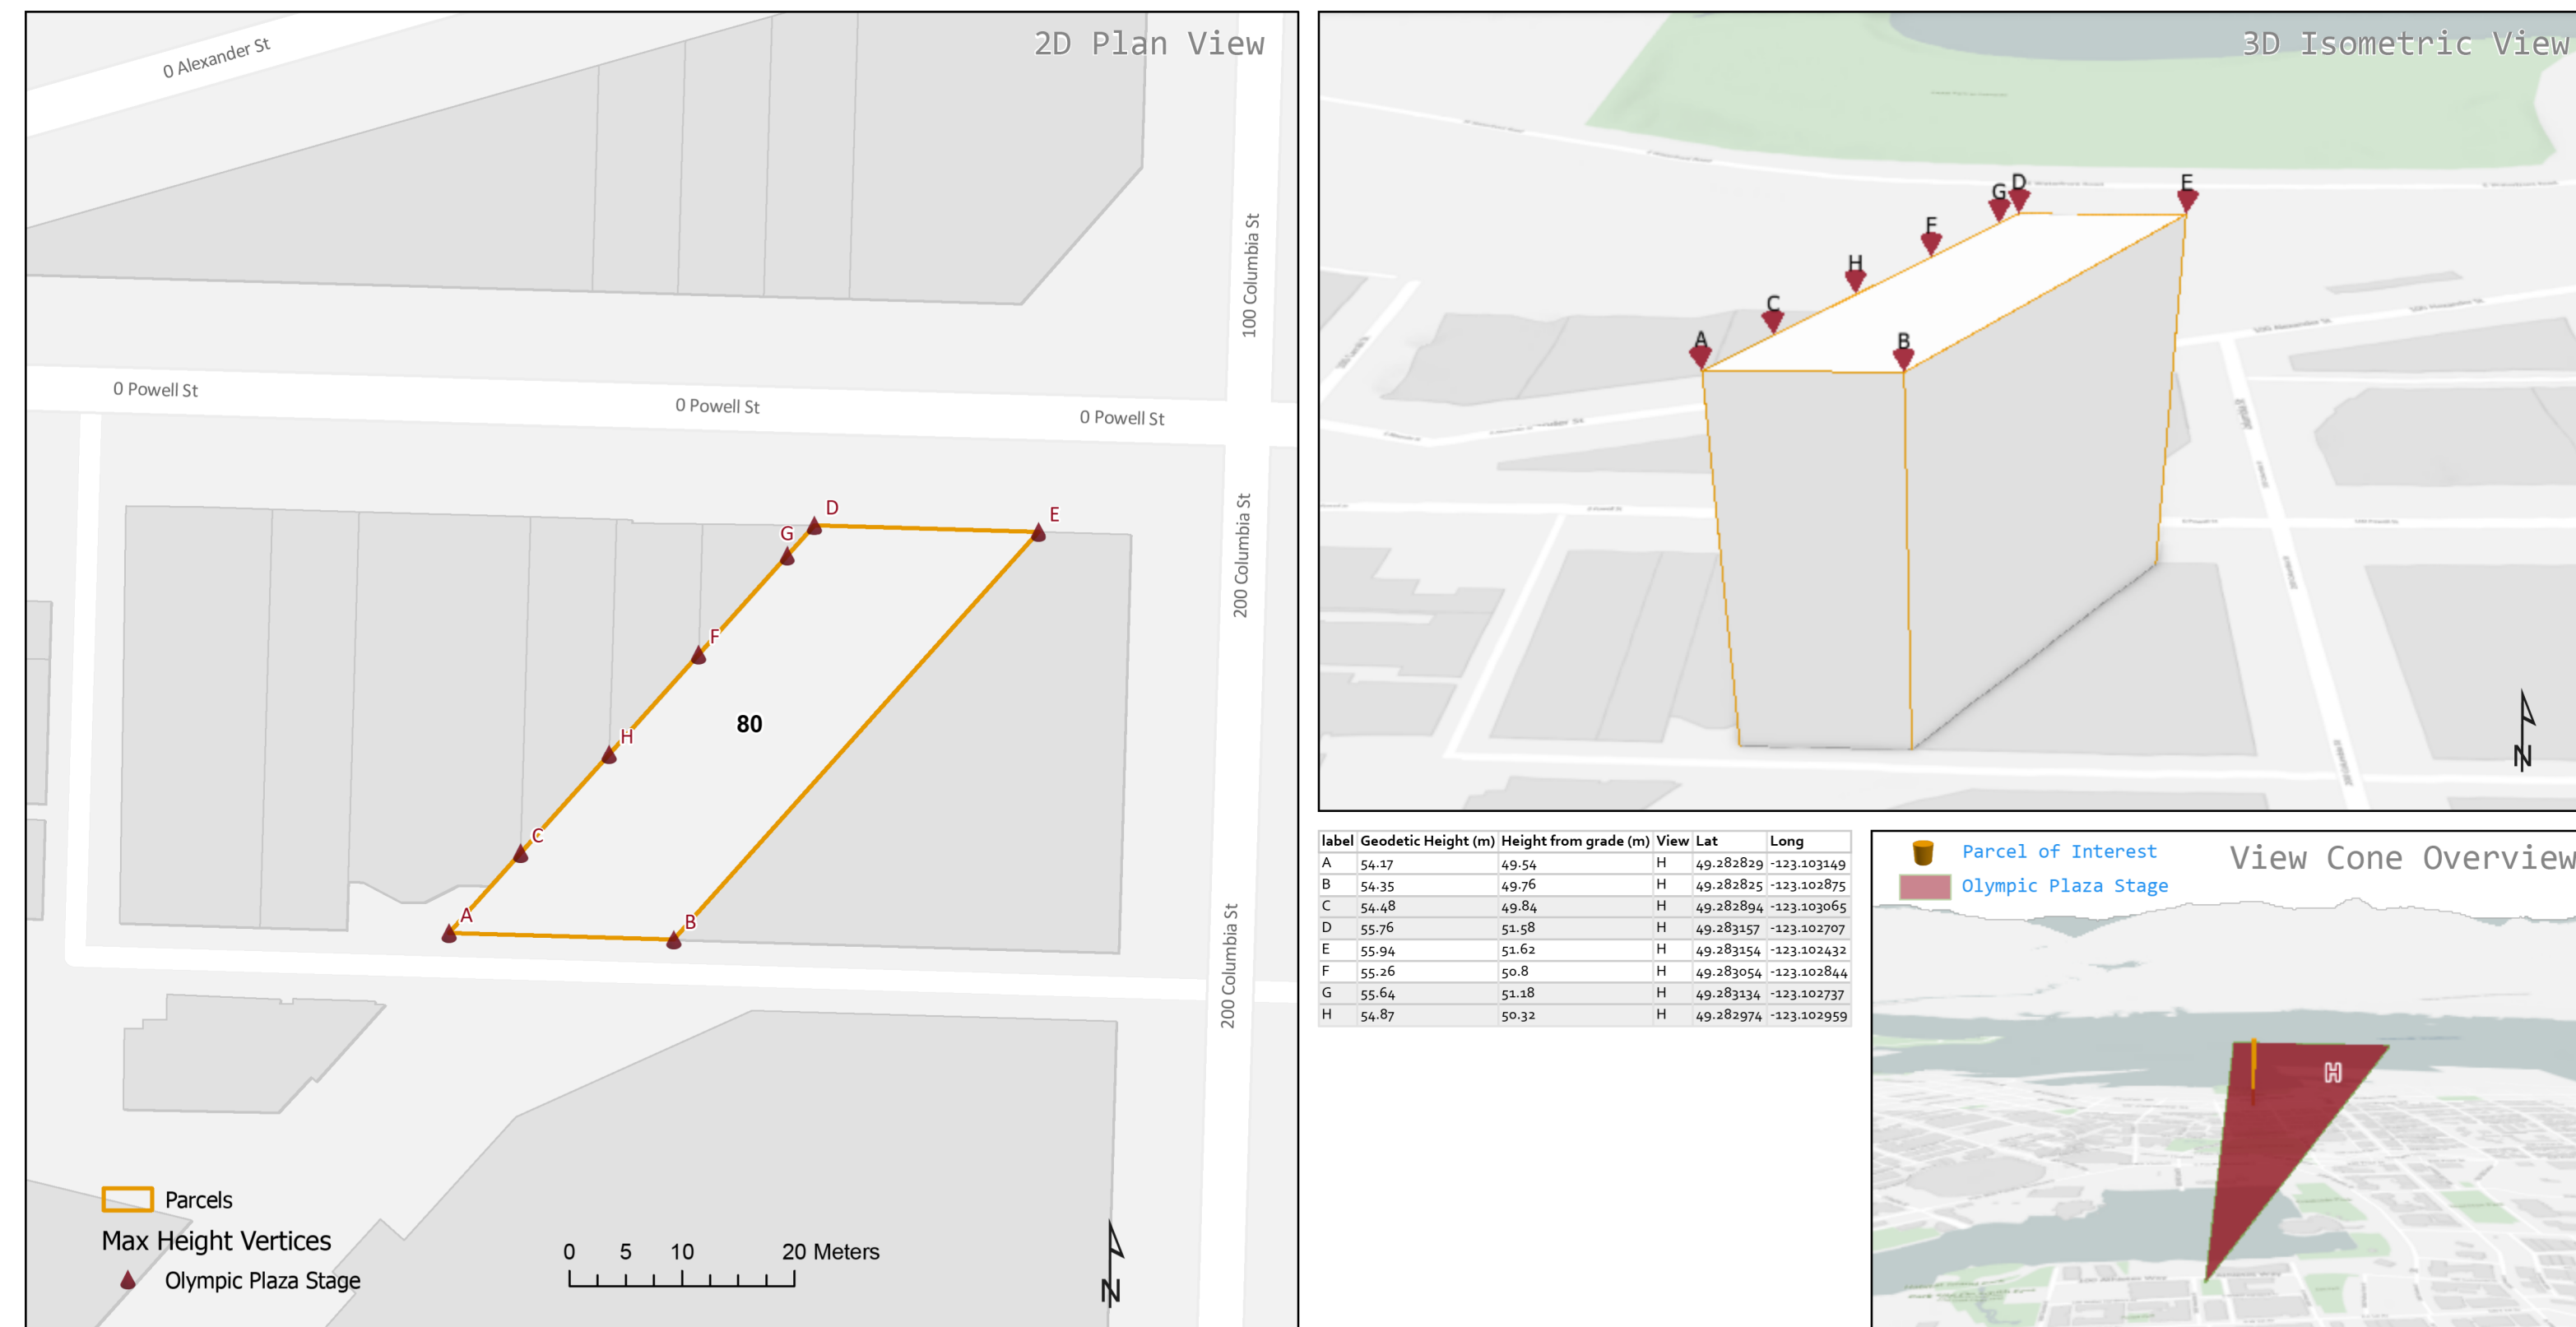 2D Plan View
0 Alexander St
100 Columbia St
0 Powell St
0 Powell St
0 Powell St
200 Columbia St
D
E
G
F
80
H
C
A
B
200 Columbia St
Parcels
Max Height Vertices
Olympic Plaza Stage
0 5 10 20 Meters
N
3D Isometric View
G D E
F
H
C
A B
N
label Geodetic Height (m) Height from grade (m) View Lat Long
A 54.17 49.54 H 49.282829 -123.103149
B 54.35 49.76 H 49.282825 -123.102875
C 54.48 49.84 H 49.282894 -123.103065
D 55.76 51.58 H 49.283157 -123.102707
E 55.94 51.62 H 49.283154 -123.102432
F 55.26 50.8 H 49.283054 -123.102844
G 55.64 51.18 H 49.283134 -123.102737
H 54.87 50.32 H 49.282974 -123.102959
View Cone Overview
Parcel of Interest
Olympic Plaza Stage
H